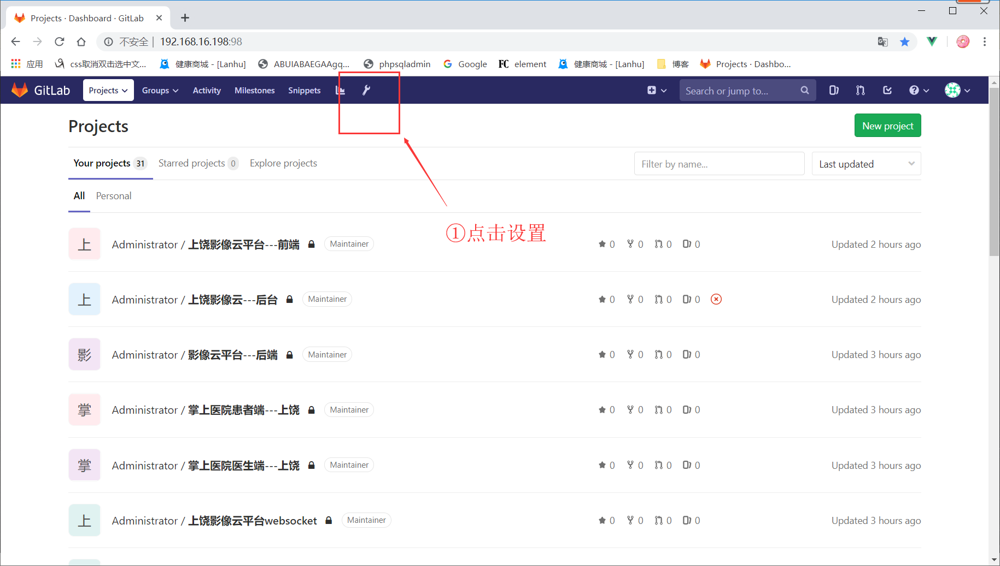 Projects · Dashboard · GitLab
不安全 | 192.168.16.198:98
应用 css取消双击选中文... 健康商城 - [Lanhu] ABUIABAEGAAgq... phpsqladmin Google FC element 健康商城 - [Lanhu] 博客 Projects · Dashbo...
GitLab Projects Groups Activity Milestones Snippets Search or jump to...
Projects
New project
Your projects 31 Starred projects 0 Explore projects Filter by name... Last updated
All Personal
①点击设置
上 Administrator / 上饶影像云平台---前端 Maintainer 0 0 0 0 Updated 2 hours ago
上 Administrator / 上饶影像云---后台 Maintainer 0 0 0 0 Updated 2 hours ago
影 Administrator / 影像云平台---后端 Maintainer 0 0 0 0 Updated 3 hours ago
掌 Administrator / 掌上医院患者端---上饶 Maintainer 0 0 0 0 Updated 3 hours ago
掌 Administrator / 掌上医院医生端---上饶 Maintainer 0 0 0 0 Updated 3 hours ago
上 Administrator / 上饶影像云平台websocket Maintainer 0 0 0 0 Updated 3 hours ago